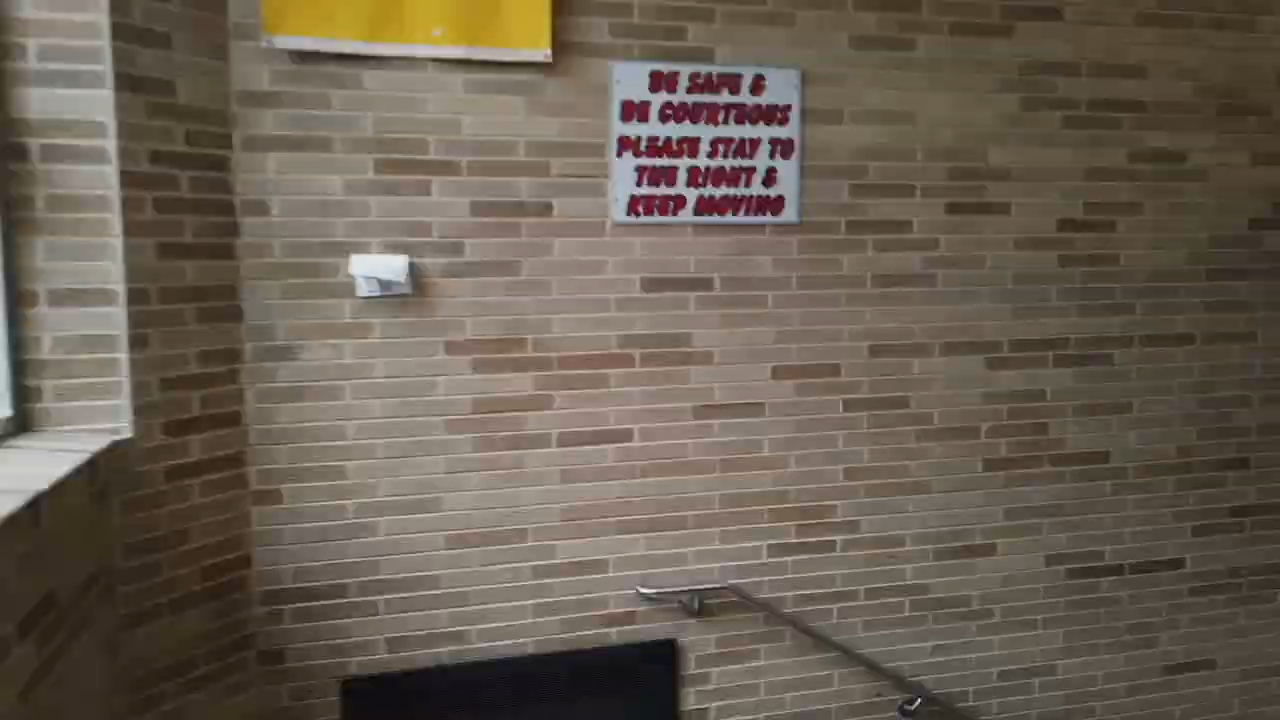 BE SAFE &
BE COURTEOUS
PLEASE STAY TO
THE RIGHT &
KEEP MOVING